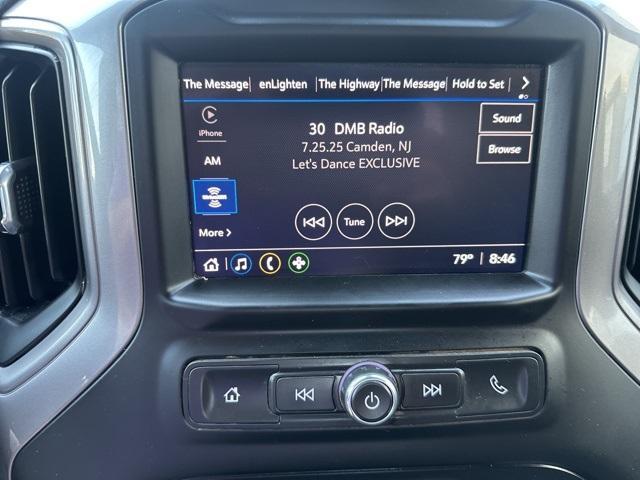 The Message enLighten The Highway The Message Hold to Set
iPhone
AM
More
30 DMB Radio
7.25.25 Camden, NJ
Let's Dance EXCLUSIVE
Tune
Sound
Browse
79° 8:46